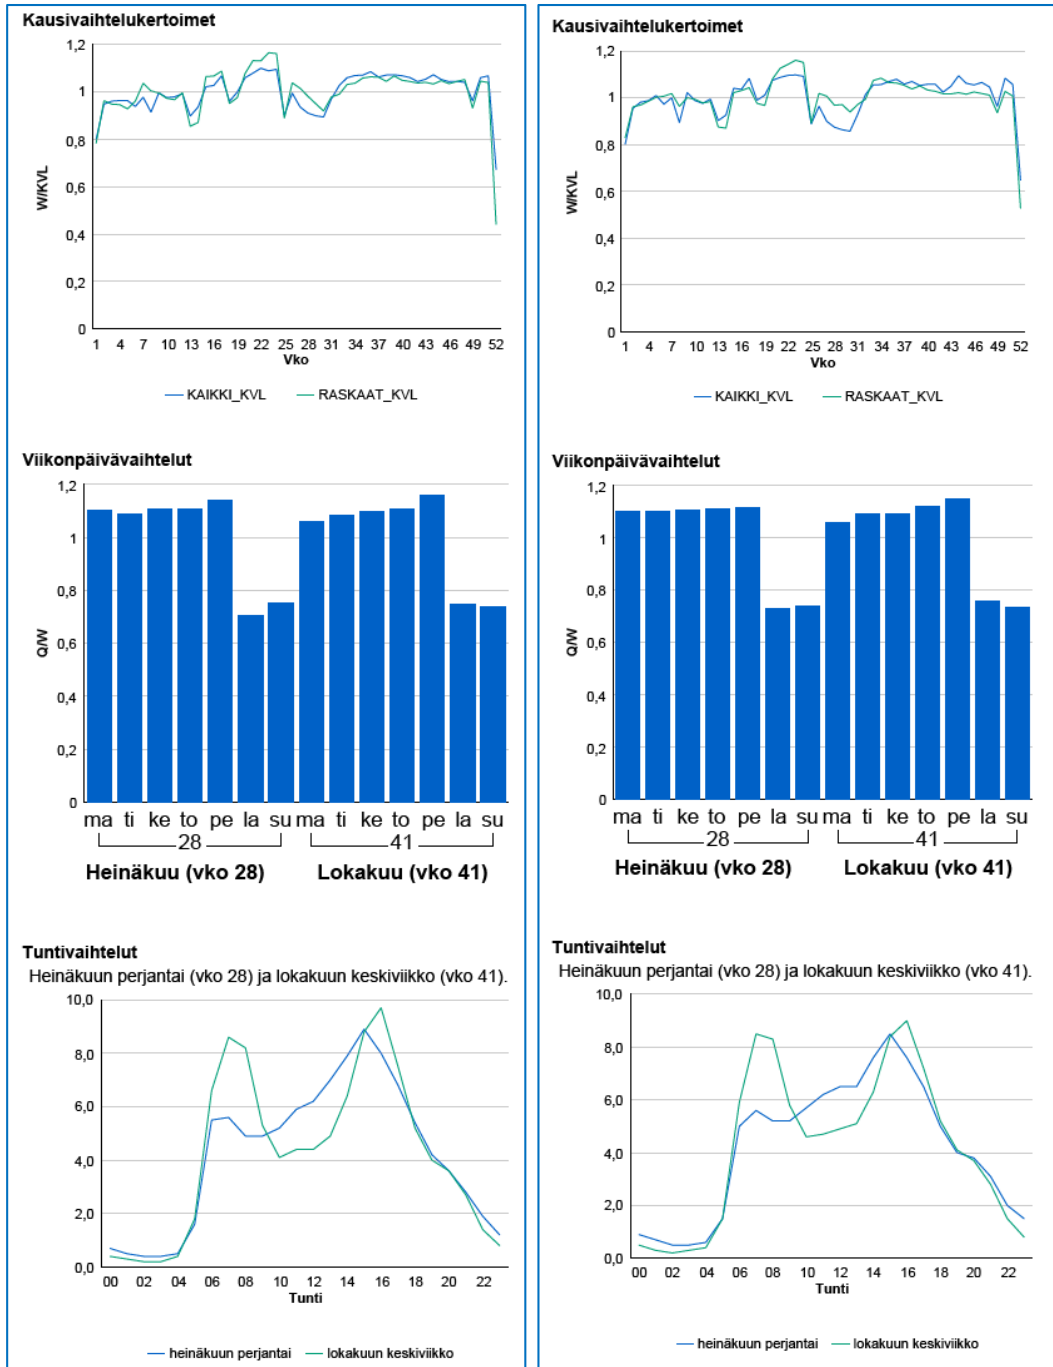 Kausivaihtelukertoimet
1,2
1
0,8
0,6
0,4
0,2
0
W/KVL
1 4 7 10 13 16 19 22 25 28 31 34 37 40 43 46 49 52
Vko
KAIKKI_KVL RASKAAT_KVL
Viikonpäivävaihtelut
1,2
1
0,8
0,6
0,4
0,2
0
Q/W
ma ti ke to pe la su ma ti ke to pe la su
28 41
Heinäkuu (vko 28) Lokakuu (vko 41)
Tuntivaihtelut
Heinäkuun perjantai (vko 28) ja lokakuun keskiviikko (vko 41).
10,0
8,0
6,0
4,0
2,0
0,0
00 02 04 06 08 10 12 14 16 18 20 22
Tunti
heinäkuun perjantai lokakuun keskiviikko
Kausivaihtelukertoimet
1,2
1
0,8
0,6
0,4
0,2
0
W/KVL
1 4 7 10 13 16 19 22 25 28 31 34 37 40 43 46 49 52
Vko
KAIKKI_KVL RASKAAT_KVL
Viikonpäivävaihtelut
1,2
1
0,8
0,6
0,4
0,2
0
Q/W
ma ti ke to pe la su ma ti ke to pe la su
28 41
Heinäkuu (vko 28) Lokakuu (vko 41)
Tuntivaihtelut
Heinäkuun perjantai (vko 28) ja lokakuun keskiviikko (vko 41).
10,0
8,0
6,0
4,0
2,0
0,0
00 02 04 06 08 10 12 14 16 18 20 22
Tunti
heinäkuun perjantai lokakuun keskiviikko